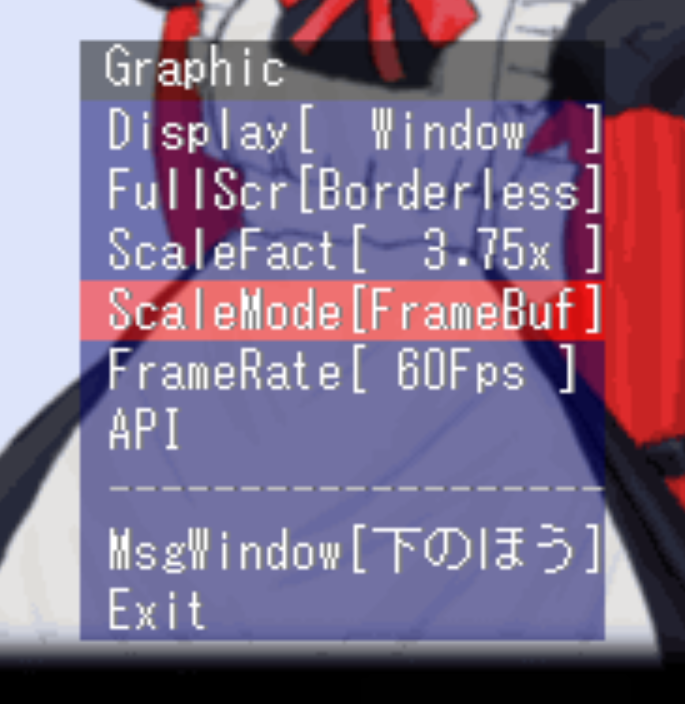 Graphic
Display[  Window  ]
FullScr[Borderless]
ScaleFact[  3.75x ]
ScaleMode[FrameBuf]
FrameRate[ 60Fps ]
API
-------------------
MsgWindow[下のほう]
Exit